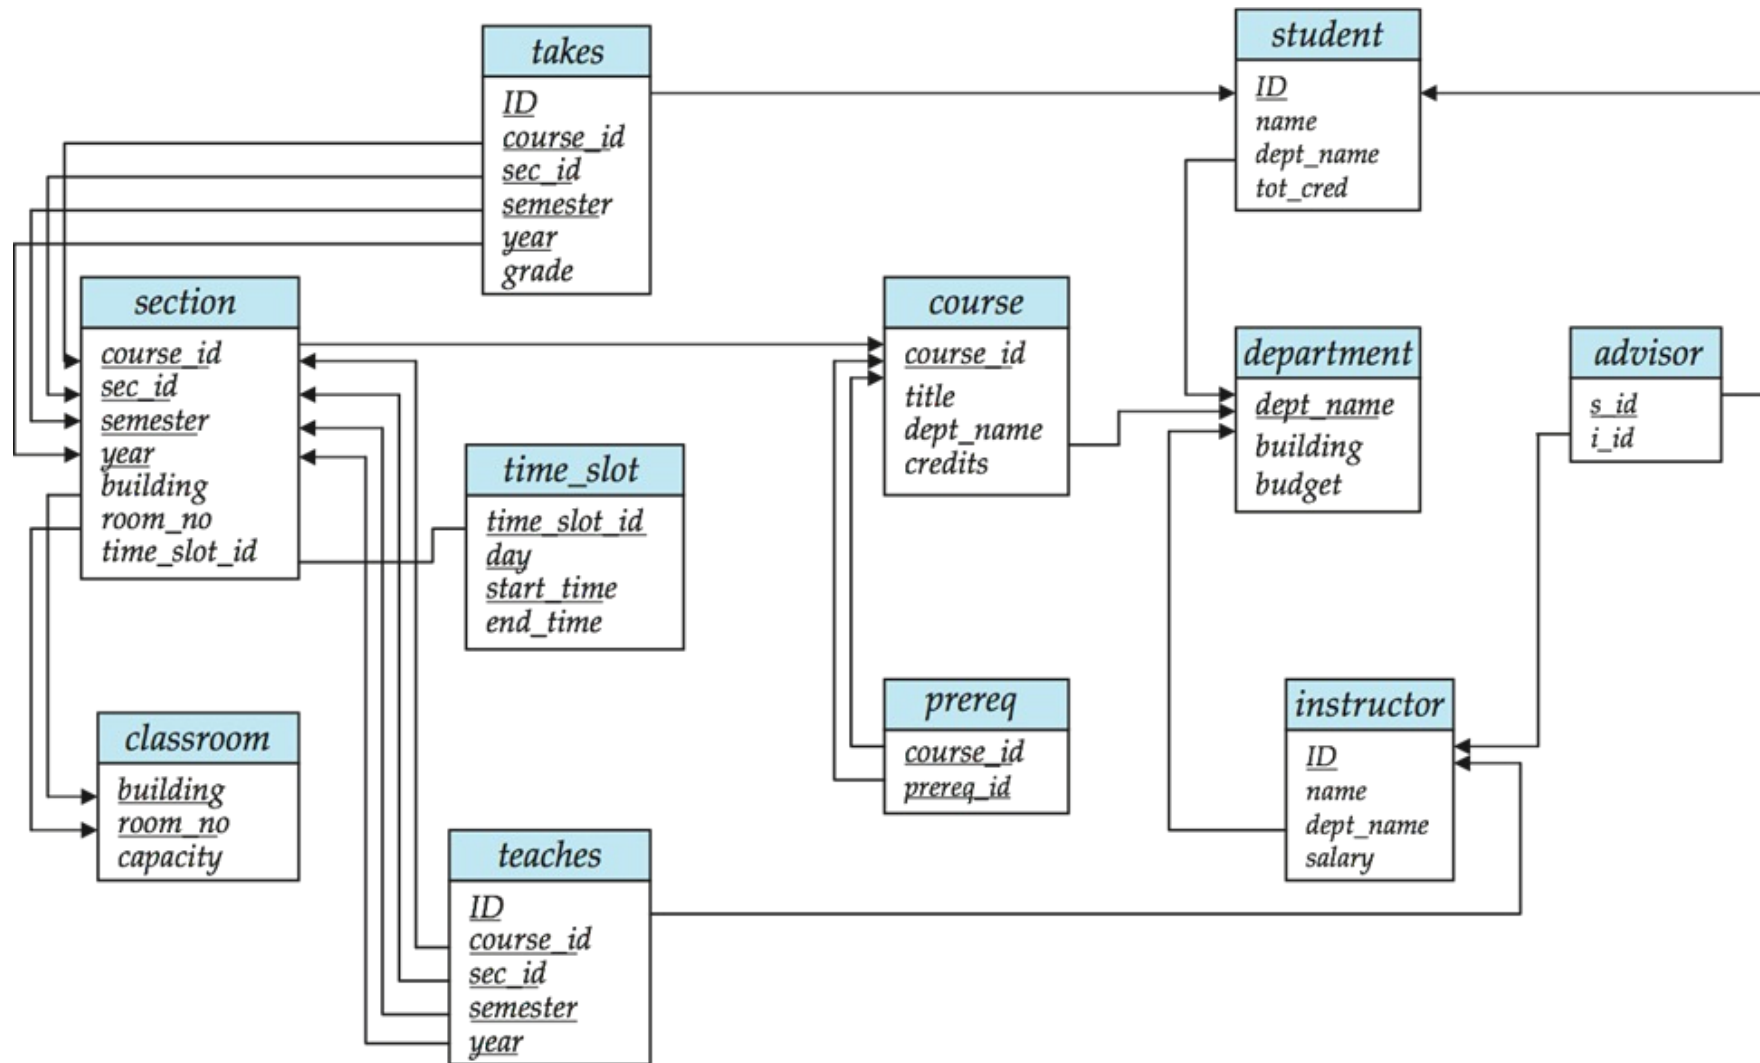 takes
ID
course_id
sec_id
semester
year
grade
student
ID
name
dept_name
tot_cred
section
course_id
sec_id
semester
year
building
room_no
time_slot_id
course
course_id
title
dept_name
credits
department
dept_name
building
budget
advisor
s_id
i_id
time_slot
time_slot_id
day
start_time
end_time
prereq
course_id
prereq_id
instructor
ID
name
dept_name
salary
classroom
building
room_no
capacity
teaches
ID
course_id
sec_id
semester
year